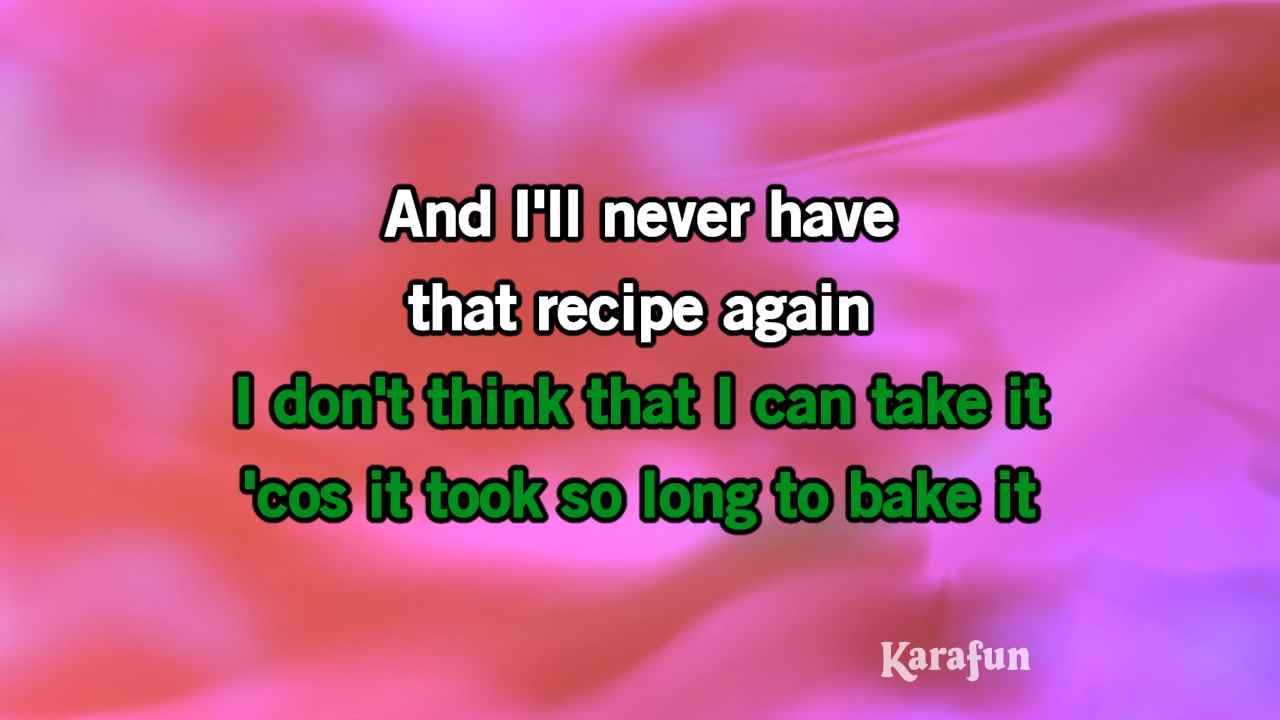 And I'll never have
that recipe again
I don't think that I can take it
'cos it took so long to bake it
Karafun